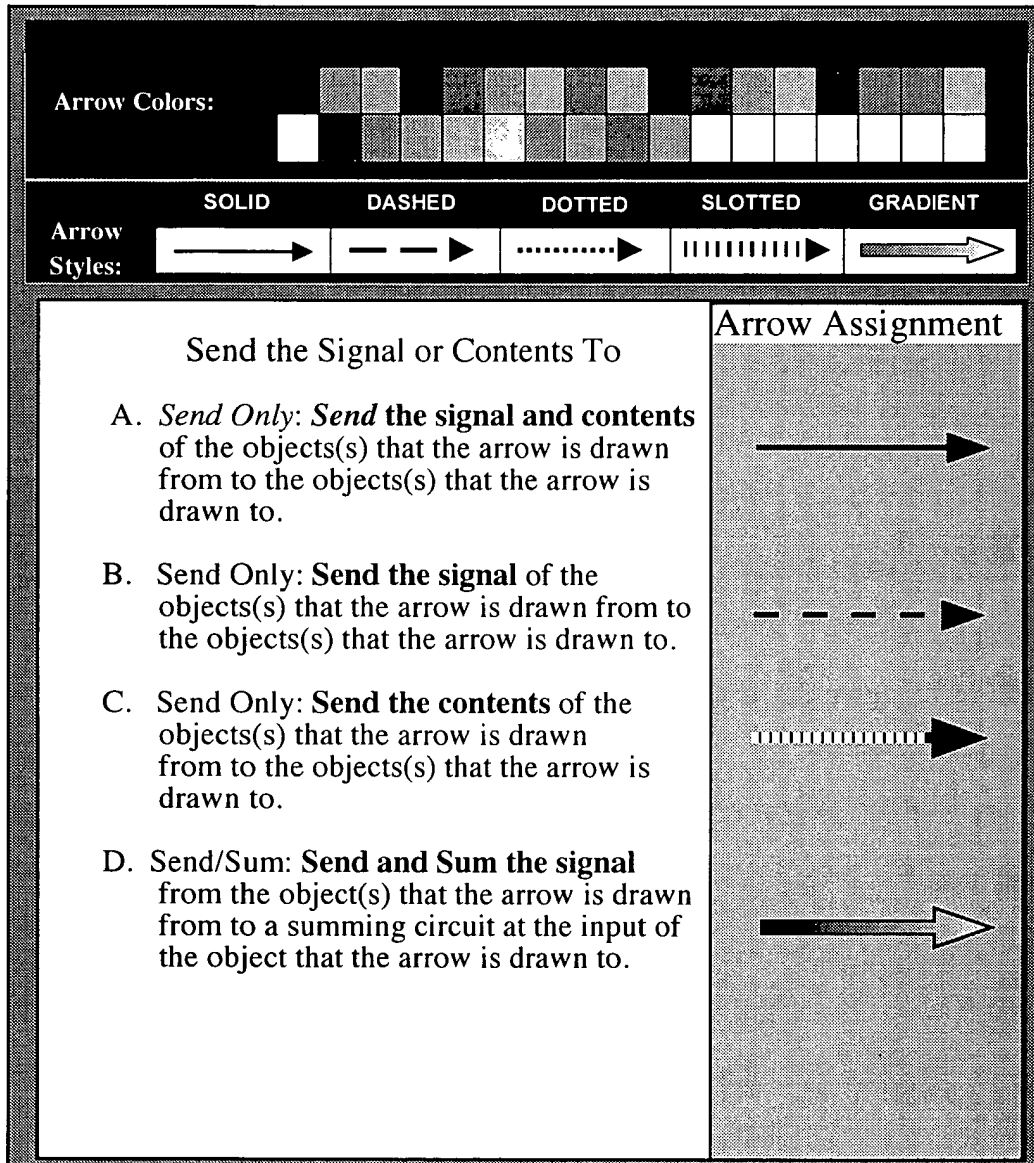 Arrow Colors:
SOLID DASHED DOTTED SLOTTED GRADIENT
Arrow
Styles:
Arrow Assignment
Send the Signal or Contents To
A. Send Only: Send the signal and contents
of the objects(s) that the arrow is drawn
from to the objects(s) that the arrow is
drawn to.
B. Send Only: Send the signal of the
objects(s) that the arrow is drawn from to
the objects(s) that the arrow is drawn to.
C. Send Only: Send the contents of the
objects(s) that the arrow is drawn
from to the objects(s) that the arrow is
drawn to.
D. Send/Sum: Send and Sum the signal
from the object(s) that the arrow is drawn
from to a summing circuit at the input of
the object that the arrow is drawn to.